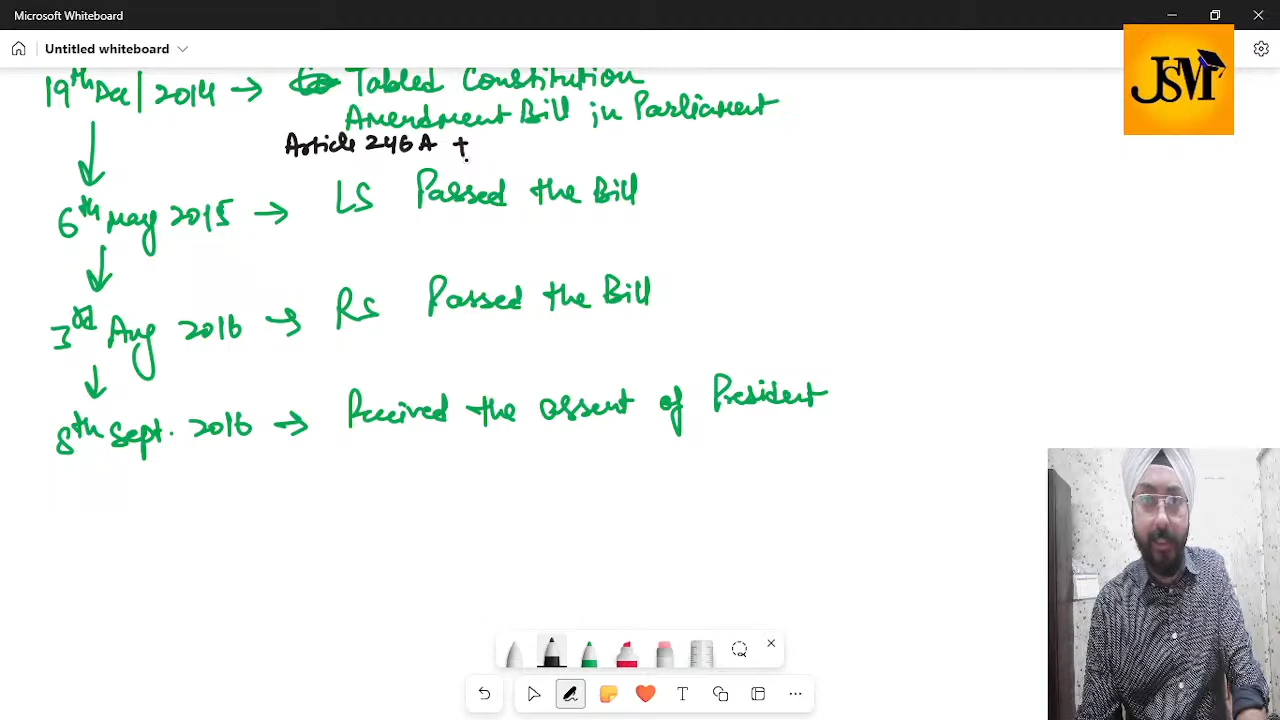 Microsoft Whiteboard
Untitled whiteboard
JSM
19th Dec/2014 → Tabled Constitution
Amendment Bill in Parliament
Article 246A +
6th may 2015 → LS Passed the Bill
3rd Aug 2016 → RS Passed the Bill
8th Sept. 2016 → Received the assent of President